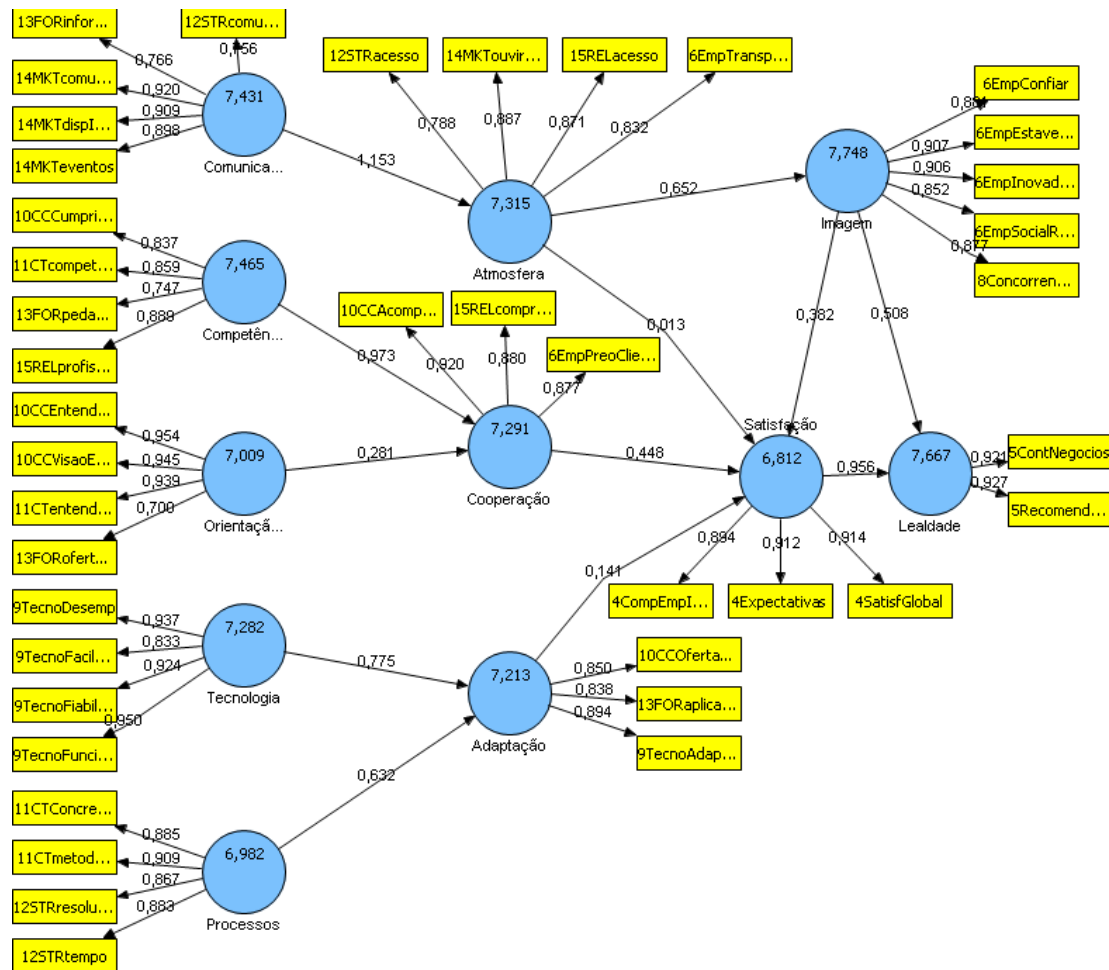 13FORinfor...
12STRcomu...
0,766
14MKTcomu...
0,920
14MKTdispI...
0,909
14MKTeventos
0,898
7,431
Comunica...
12STRacesso
14MKTouvir...
15RELacesso
6EmpTransp...
0,788
0,887
0,871
0,832
1,153
7,315
Atmosfera
0,652
7,748
Imagem
6EmpConfiar
6EmpEstave...
0,907
6EmpInovad...
0,906
6EmpSocialR...
0,852
8Concorren...
0,877
10CCCumpri...
0,837
11CTcompet...
0,859
13FORpeda...
0,747
15RELprofis...
7,465
Competên...
0,973
10CCAcomp...
15RELcompr...
6EmpPreoClie...
0,920
0,880
0,877
7,291
Cooperação
0,013
0,382
0,508
10CCEntend...
0,954
10CCVisaoE...
0,945
11CTentend...
0,939
13FORofert...
0,700
7,009
Orientaçã...
0,281
0,448
Satisfação
6,812
0,956
7,667
Lealdade
5ContNegocios
0,921
5Recomend...
0,927
0,894
0,912
0,914
4CompEmpI...
4Expectativas
4SatisfGlobal
0,141
9TecnoDesemp
0,937
9TecnoFacil...
0,833
9TecnoFiabil...
0,924
9TecnoFunci...
0,950
7,282
Tecnologia
0,775
7,213
Adaptação
10CCOferta...
0,850
13FORaplica...
0,838
9TecnoAdap...
0,894
0,632
11CTConcre...
0,885
11CTmetod...
0,909
12STRresolu...
0,867
12STRtempo
0,883
6,982
Processos